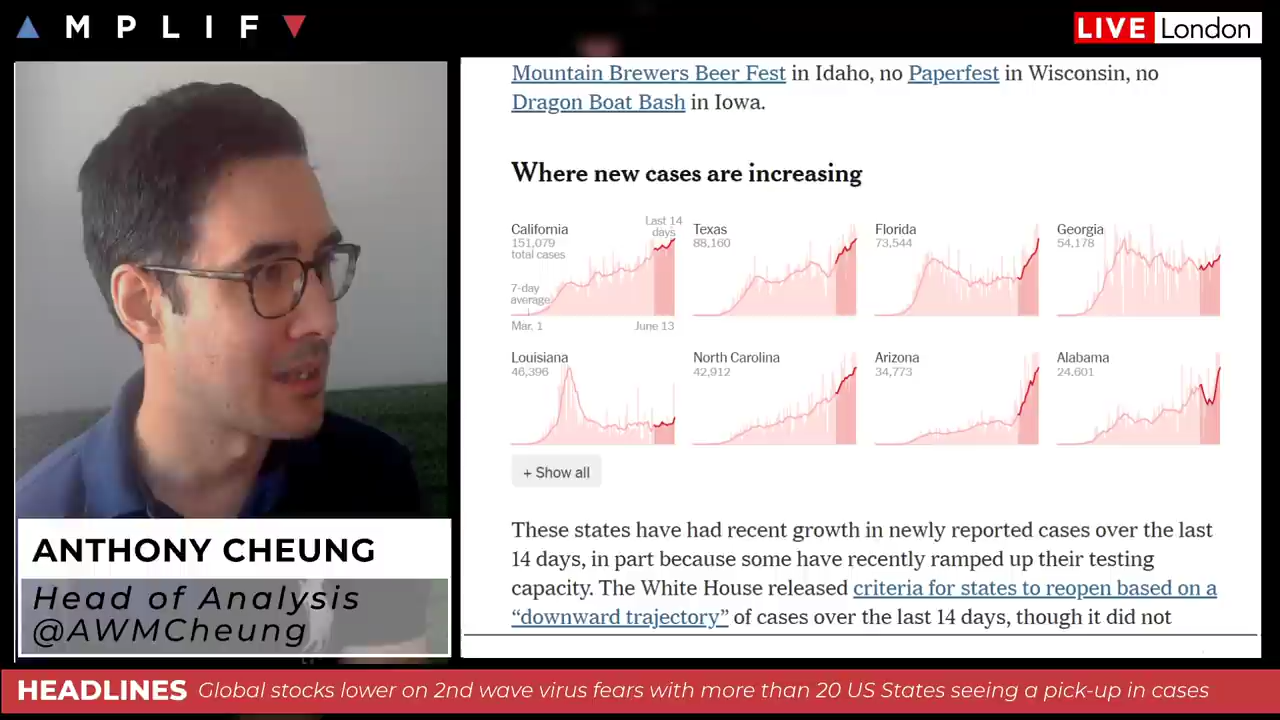 AMPLIFY
LIVE London
Mountain Brewers Beer Fest in Idaho, no Paperfest in Wisconsin, no
Dragon Boat Bash in Iowa.
Where new cases are increasing
California
151,079
total cases
Last 14
days
7-day
average
Mar. 1
June 13
Texas
88,160
Florida
73,544
Georgia
54,178
Louisiana
46,396
North Carolina
42,912
Arizona
34,773
Alabama
24,601
+ Show all
These states have had recent growth in newly reported cases over the last
14 days, in part because some have recently ramped up their testing
capacity. The White House released criteria for states to reopen based on a
“downward trajectory” of cases over the last 14 days, though it did not
ANTHONY CHEUNG
Head of Analysis
@AWMCheung
HEADLINES Global stocks lower on 2nd wave virus fears with more than 20 US States seeing a pick-up in cases